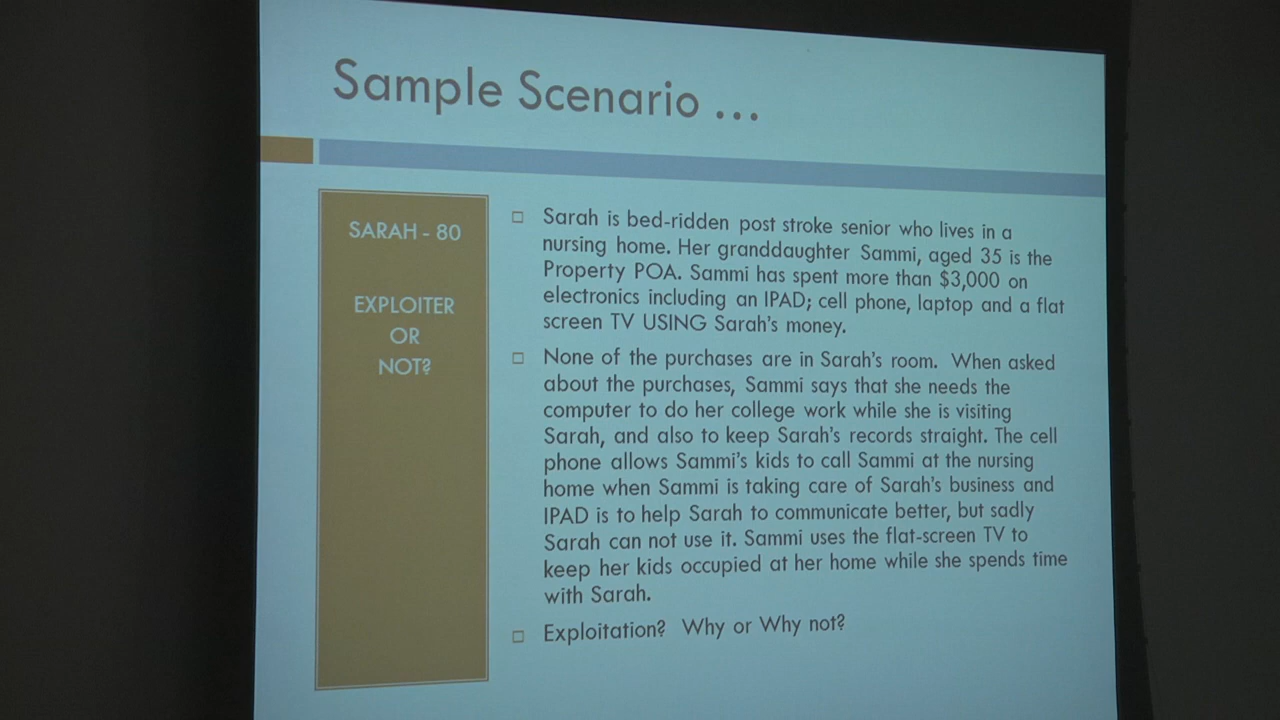 Sample Scenario ...
SARAH - 80
EXPLOITER
OR
NOT?
Sarah is bed-ridden post stroke senior who lives in a
nursing home. Her granddaughter Sammi, aged 35 is the
Property POA. Sammi has spent more than $3,000 on
electronics including an IPAD; cell phone, laptop and a flat
screen TV USING Sarah's money.
None of the purchases are in Sarah's room. When asked
about the purchases, Sammi says that she needs the
computer to do her college work while she is visiting
Sarah, and also to keep Sarah's records straight. The cell
phone allows Sammi's kids to call Sammi at the nursing
home when Sammi is taking care of Sarah's business and
IPAD is to help Sarah to communicate better, but sadly
Sarah can not use it. Sammi uses the flat-screen TV to
keep her kids occupied at her home while she spends time
with Sarah.
Exploitation? Why or Why not?